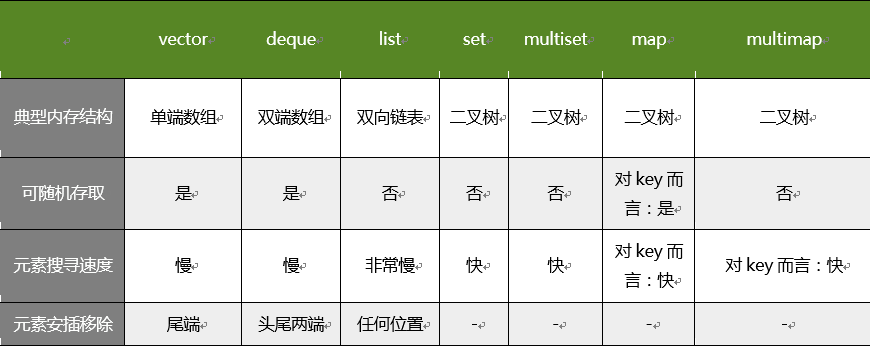 vector deque list set multiset map multimap
典型内存结构 单端数组 双端数组 双向链表 二叉树 二叉树 二叉树 二叉树
可随机存取 是 是 否 否 否 对 key 而言：是 否
元素搜寻速度 慢 慢 非常慢 快 快 对 key 而言：快 对 key 而言：快
元素安插移除 尾端 头尾两端 任何位置 - - - -